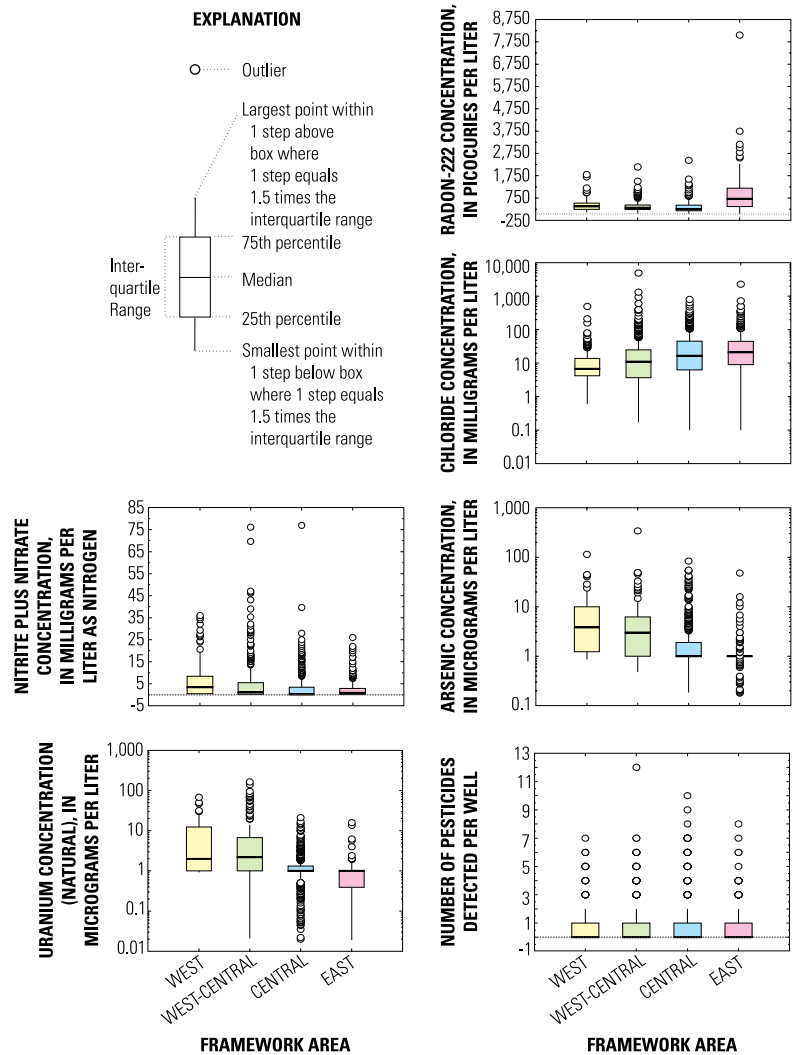 EXPLANATION
Outlier
Largest point within
1 step above
box where
1 step equals
1.5 times the
interquartile range
75th percentile
Inter-
quartile
Range
Median
25th percentile
Smallest point within
1 step below box
where 1 step equals
1.5 times the
interquartile range
RADON-222 CONCENTRATION,
IN PICOCURIES PER LITER
8,750
7,750
6,750
5,750
4,750
3,750
2,750
1,750
750
-250
CHLORIDE CONCENTRATION,
IN MILLIGRAMS PER LITER
10,000
1,000
100
10
1
0.1
0.01
NITRITE PLUS NITRATE
CONCENTRATION,
IN MILLIGRAMS PER
LITER AS NITROGEN
85
75
65
55
45
35
25
15
5
-5
ARSENIC CONCENTRATION,
IN MICROGRAMS PER LITER
1,000
100
10
1
0.1
URANIUM CONCENTRATION
(NATURAL), IN
MICROGRAMS PER LITER
1,000
100
10
1
0.1
0.01
WEST
WEST-CENTRAL
CENTRAL
EAST
FRAMEWORK AREA
NUMBER OF PESTICIDES
DETECTED PER WELL
13
11
9
7
5
3
1
-1
WEST
WEST-CENTRAL
CENTRAL
EAST
FRAMEWORK AREA